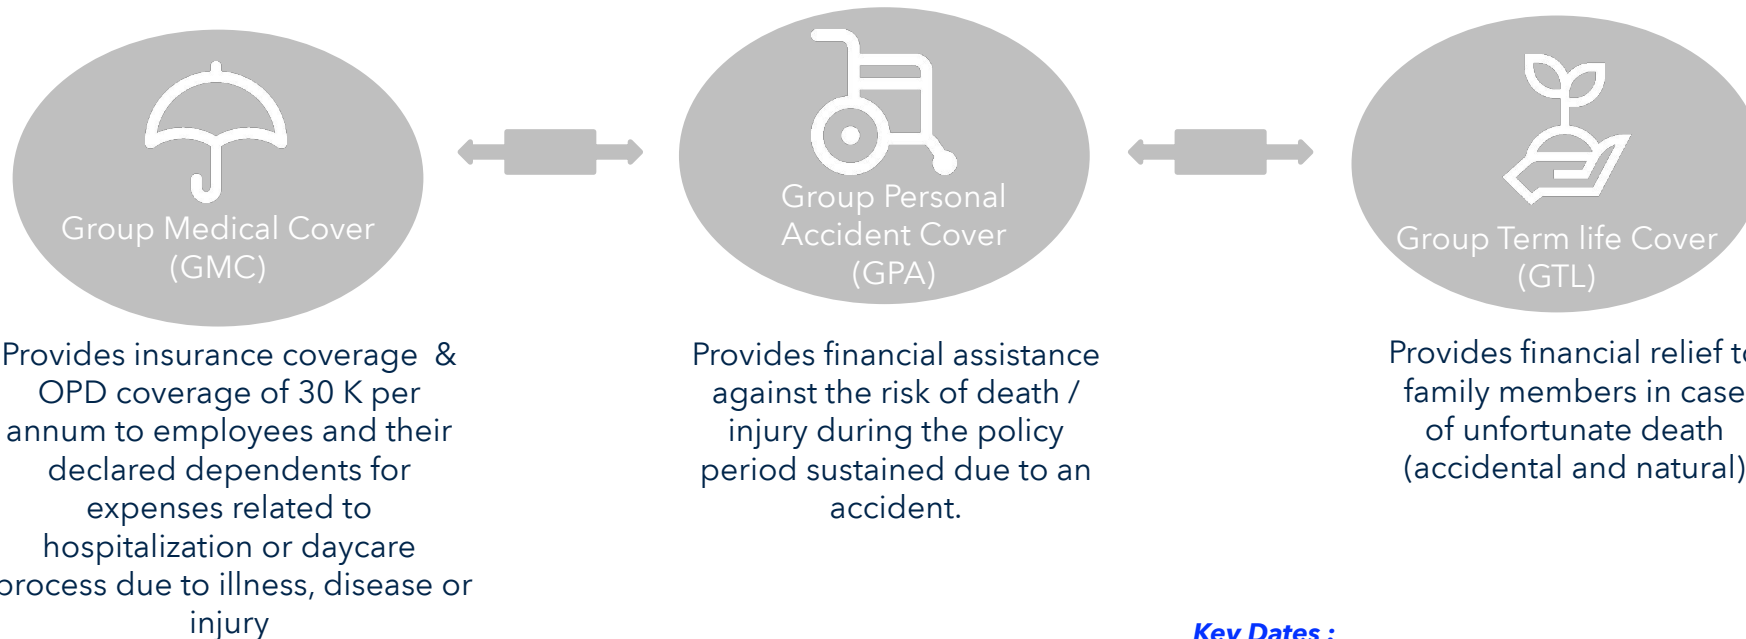 Group Medical Cover
(GMC)
Provides insurance coverage & 
OPD coverage of 30 K per
annum to employees and their
declared dependents for
expenses related to
hospitalization or daycare
process due to illness, disease or
injury
Group Personal
Accident Cover
(GPA)
Provides financial assistance
against the risk of death /
injury during the policy
period sustained due to an
accident.
Group Term life Cover
(GTL)
Provides financial relief to
family members in case
of unfortunate death
(accidental and natural)
Key Dates :